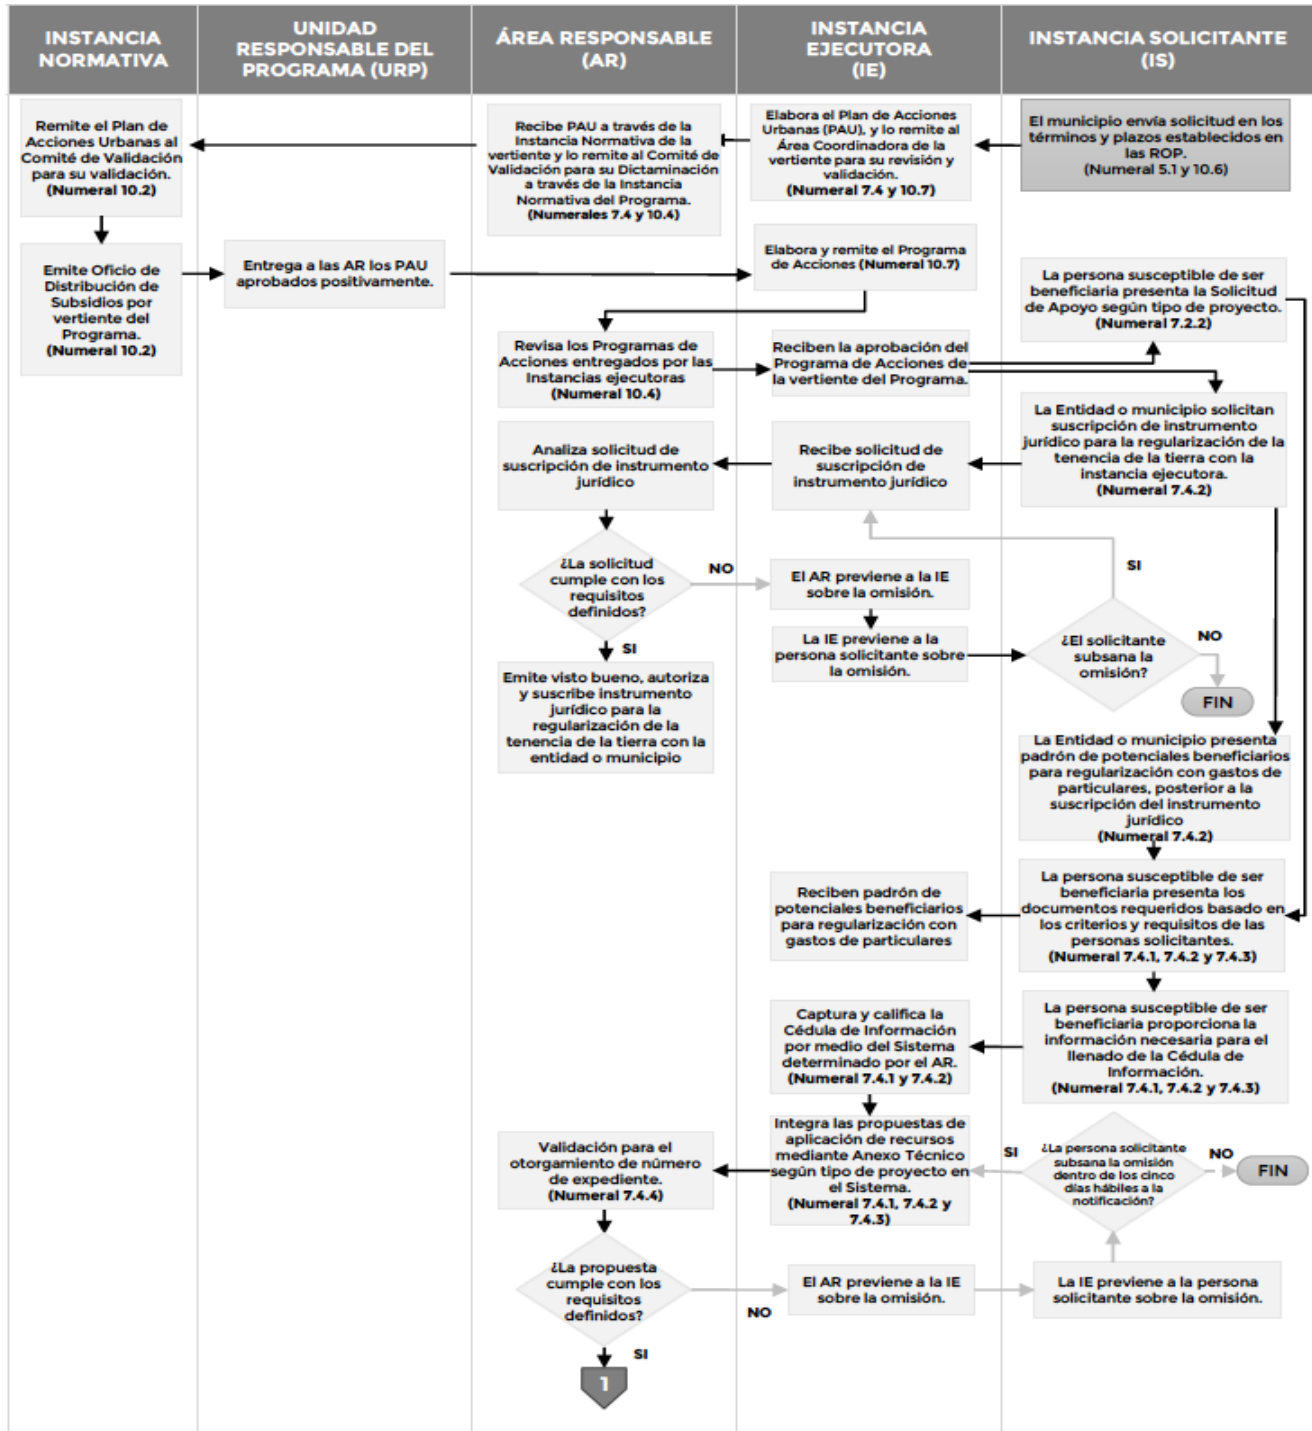 INSTANCIA
NORMATIVA
UNIDAD
RESPONSABLE DEL
PROGRAMA (URP)
ÁREA RESPONSABLE
(AR)
INSTANCIA
EJECUTORA
(IE)
INSTANCIA SOLICITANTE
(IS)
Remite el Plan de
Acciones Urbanas al
Comité de Validación
para su validación.
(Numeral 10.2)
Recibe PAU a través de la
Instancia Normativa de la
vertiente y lo remite al Comité de
Validación para su Dictaminación
a través de la Instancia
Normativa del Programa.
(Numerales 7.4 y 10.4)
Elabora el Plan de Acciones
Urbanas (PAU), y lo remite al
Área Coordinadora de la
vertiente para su revisión y
validación.
(Numeral 7.4 y 10.7)
El municipio envía solicitud en los
términos y plazos establecidos en
las ROP.
(Numeral 5.1 y 10.6)
Emite Oficio de
Distribución de
Subsidios por
vertiente del
Programa.
(Numeral 10.2)
Entrega a las AR los PAU
aprobados positivamente.
Elabora y remite el Programa
de Acciones (Numeral 10.7)
La persona susceptible de ser
beneficiaria presenta la Solicitud
de Apoyo según tipo de proyecto.
(Numeral 7.2.2)
Revisa los Programas de
Acciones entregados por las
Instancias ejecutoras
(Numeral 10.4)
Reciben la aprobación del
Programa de Acciones de
la vertiente del Programa.
La Entidad o municipio solicitan
suscripción de instrumento
jurídico para la regularización de la
tenencia de la tierra con la
instancia ejecutora.
(Numeral 7.4.2)
Analiza solicitud de
suscripción de instrumento
jurídico
Recibe solicitud de
suscripción de
instrumento jurídico
¿La solicitud
cumple con los
requisitos
definidos?
NO
El AR previene a la IE
sobre la omisión.
SI
SI
La IE previene a la
persona solicitante sobre
la omisión.
¿El solicitante
subsana la
omisión?
NO
FIN
Emite visto bueno, autoriza
y suscribe instrumento
jurídico para la
regularización de la
tenencia de la tierra con la
entidad o municipio
La Entidad o municipio presenta
padrón de potenciales beneficiarios
para regularización con gastos de
particulares, posterior a la
suscripción del instrumento
jurídico
(Numeral 7.4.2)
Reciben padrón de
potenciales beneficiarios
para regularización con
gastos de particulares
La persona susceptible de ser
beneficiaria presenta los
documentos requeridos basado en
los criterios y requisitos de las
personas solicitantes.
(Numeral 7.4.1, 7.4.2 y 7.4.3)
Captura y califica la
Cédula de Información
por medio del Sistema
determinado por el AR.
(Numeral 7.4.1 y 7.4.2)
La persona susceptible de ser
beneficiaria proporciona la
información necesaria para el
llenado de la Cédula de
Información.
(Numeral 7.4.1, 7.4.2 y 7.4.3)
Validación para el
otorgamiento de número
de expediente.
(Numeral 7.4.4)
Integra las propuestas de
aplicación de recursos
mediante Anexo Técnico
según tipo de proyecto en
el Sistema.
(Numeral 7.4.1, 7.4.2 y
7.4.3)
SI
¿La persona solicitante
subsana la omisión
dentro de los cinco
días hábiles a la
notificación?
NO
FIN
¿La propuesta
cumple con los
requisitos
definidos?
NO
El AR previene a la IE
sobre la omisión.
La IE previene a la persona
solicitante sobre la omisión.
SI
1